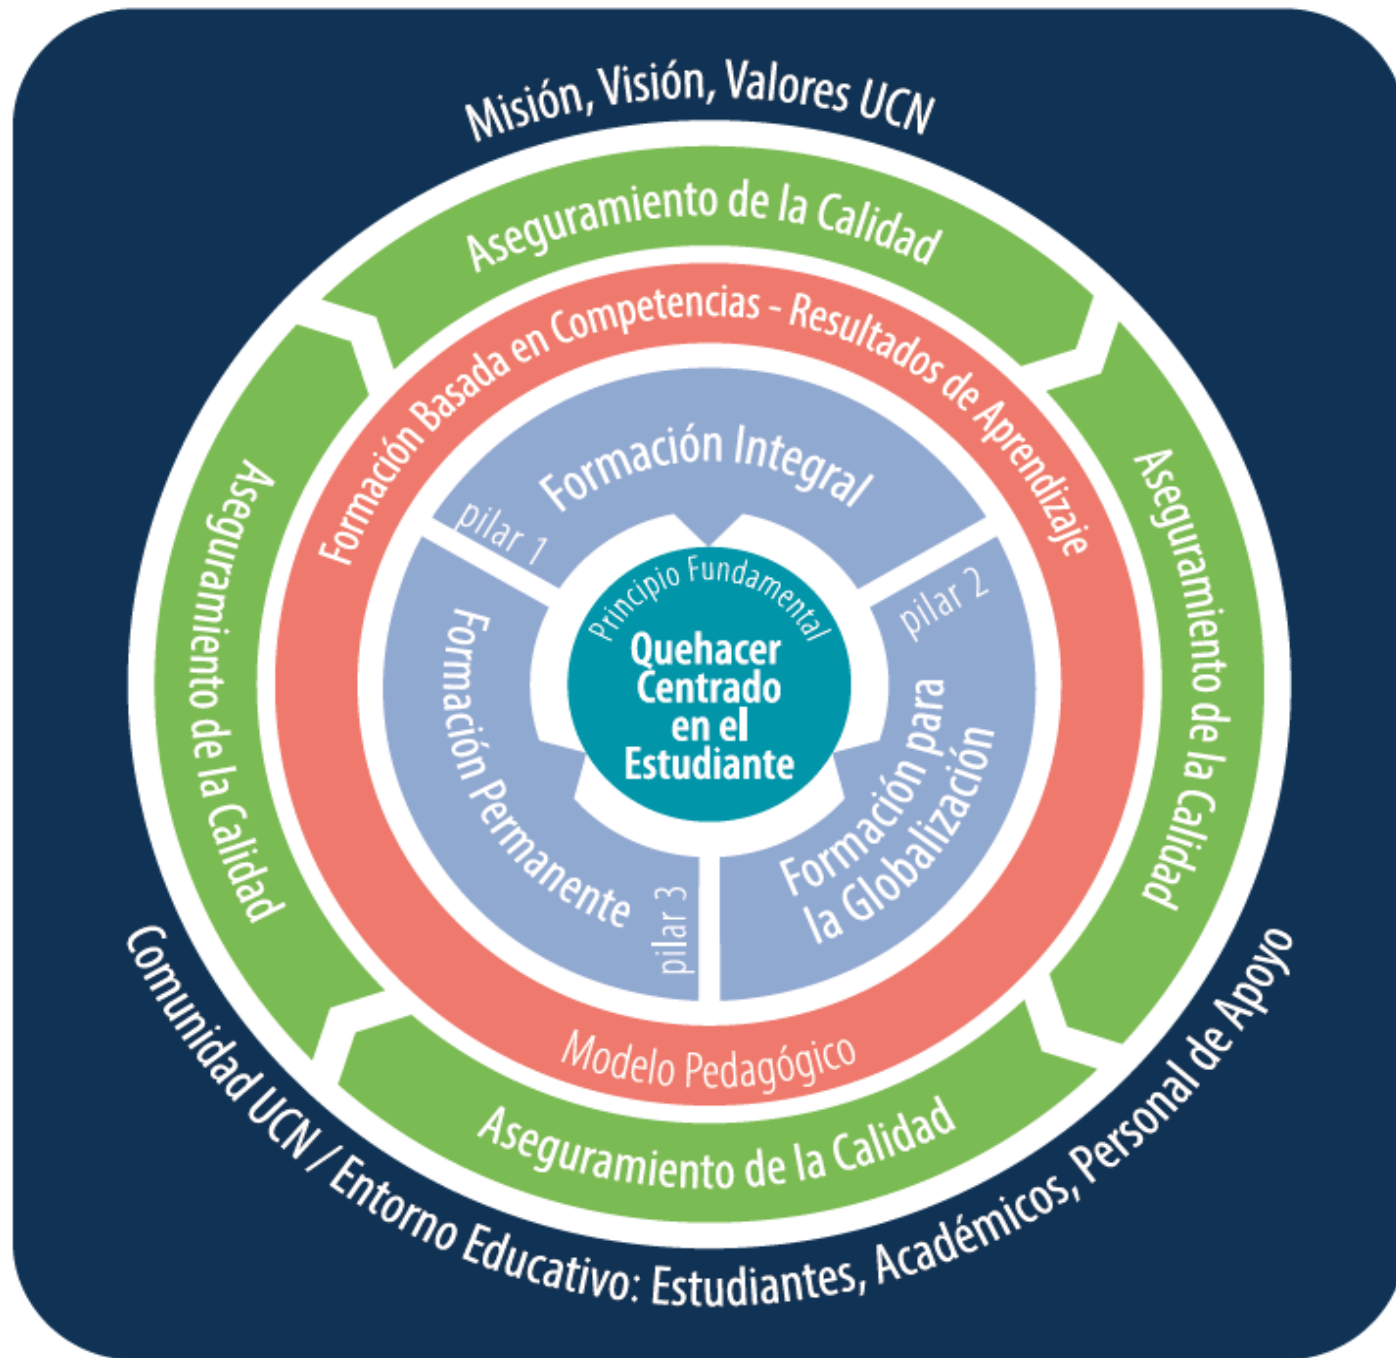 Misión, Visión, Valores UCN
Aseguramiento de la Calidad
Formación Basada en Competencias - Resultados de Aprendizaje
Formación Integral
pilar 1
pilar 2
Principio Fundamental
Quehacer
Centrado
en el
Estudiante
Aseguramiento de la Calidad
Aseguramiento de la Calidad
Formación Permanente
Formación para
la Globalización
pilar 3
Modelo Pedagógico
Aseguramiento de la Calidad
Comunidad UCN / Entorno Educativo: Estudiantes, Académicos, Personal de Apoyo